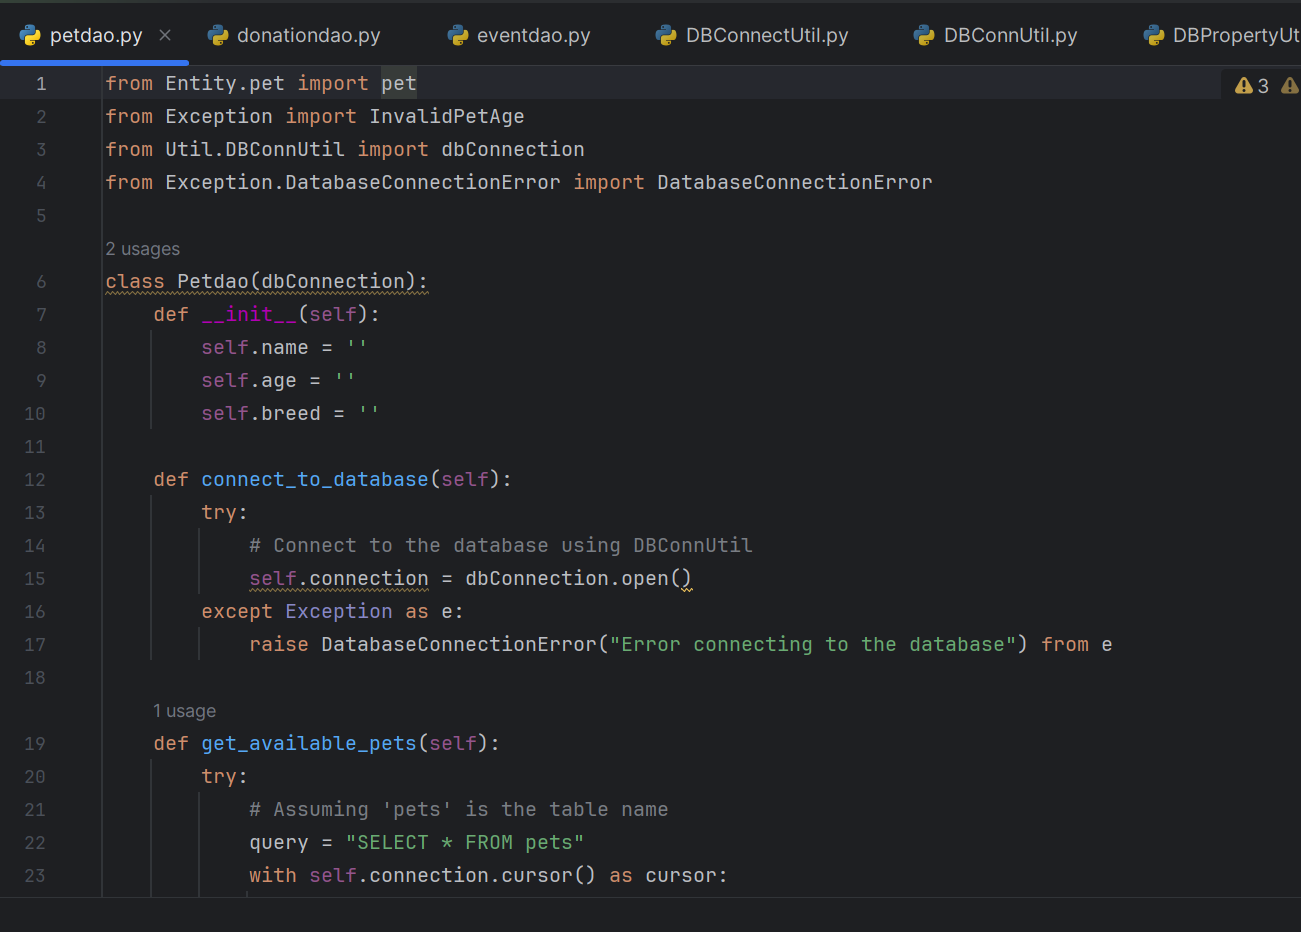 petdao.py donationdao.py eventdao.py DBConnectUtil.py DBConnUtil.py DBPropertyUt
1 from Entity.pet import pet 3
2 from Exception import InvalidPetAge
3 from Util.DBConnUtil import dbConnection
4 from Exception.DatabaseConnectionError import DatabaseConnectionError
5
2 usages
6 class Petdao(dbConnection):
7 def __init__(self):
8 self.name = ''
9 self.age = ''
10 self.breed = ''
11
12 def connect_to_database(self):
13 try:
14 # Connect to the database using DBConnUtil
15 self.connection = dbConnection.open()
16 except Exception as e:
17 raise DatabaseConnectionError("Error connecting to the database") from e
18
1 usage
19 def get_available_pets(self):
20 try:
21 # Assuming 'pets' is the table name
22 query = "SELECT * FROM pets"
23 with self.connection.cursor() as cursor: